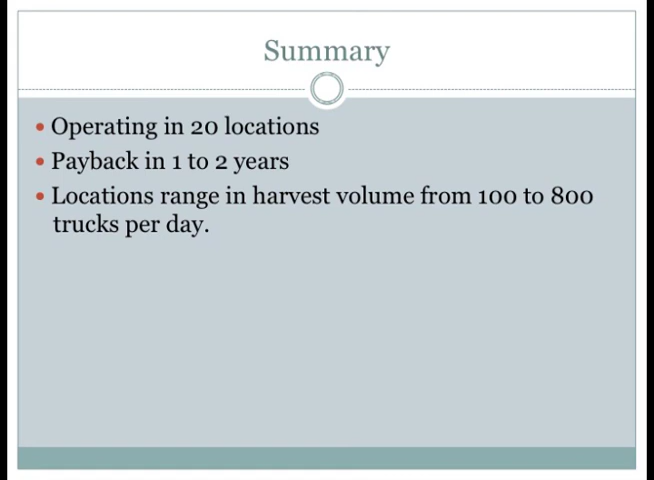 Summary
• Operating in 20 locations
• Payback in 1 to 2 years
• Locations range in harvest volume from 100 to 800
trucks per day.